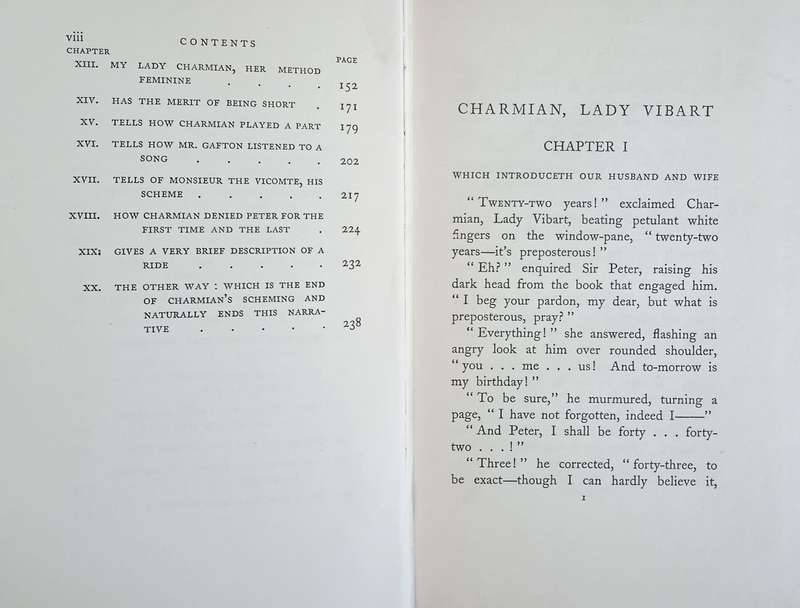 viii
CONTENTS
CHAPTER
PAGE
XIII. MY LADY CHARMIAN, HER METHOD
FEMININE . . . . 152
XIV. HAS THE MERIT OF BEING SHORT . 171
XV. TELLS HOW CHARMIAN PLAYED A PART 179
XVI. TELLS HOW MR. GAFTON LISTENED TO A
SONG . . . . . 202
XVII. TELLS OF MONSIEUR THE VICOMTE, HIS
SCHEME . . . . . 217
XVIII. HOW CHARMIAN DENIED PETER FOR THE
FIRST TIME AND THE LAST . 224
XIX: GIVES A VERY BRIEF DESCRIPTION OF A
RIDE . . . . . 232
XX. THE OTHER WAY : WHICH IS THE END
OF CHARMIAN'S SCHEMING AND
NATURALLY ENDS THIS NARRA-
TIVE . . . . . 238
CHARMIAN, LADY VIBART
CHAPTER I
WHICH INTRODUCETH OUR HUSBAND AND WIFE
“ TWENTY-TWO years! ” exclaimed Char-
mian, Lady Vibart, beating petulant white
fingers on the window-pane, “ twenty-two
years—it's preposterous! ”
“ Eh? ” enquired Sir Peter, raising his
dark head from the book that engaged him.
“ I beg your pardon, my dear, but what is
preposterous, pray? ”
“ Everything! ” she answered, flashing an
angry look at him over rounded shoulder,
“ you . . . me . . . us! And to-morrow is
my birthday! ”
“ To be sure,” he murmured, turning a
page, “ I have not forgotten, indeed I——”
“ And Peter, I shall be forty . . . forty-
two . . . ! ”
“ Three! ” he corrected, “ forty-three, to
be exact—though I can hardly believe it,
1